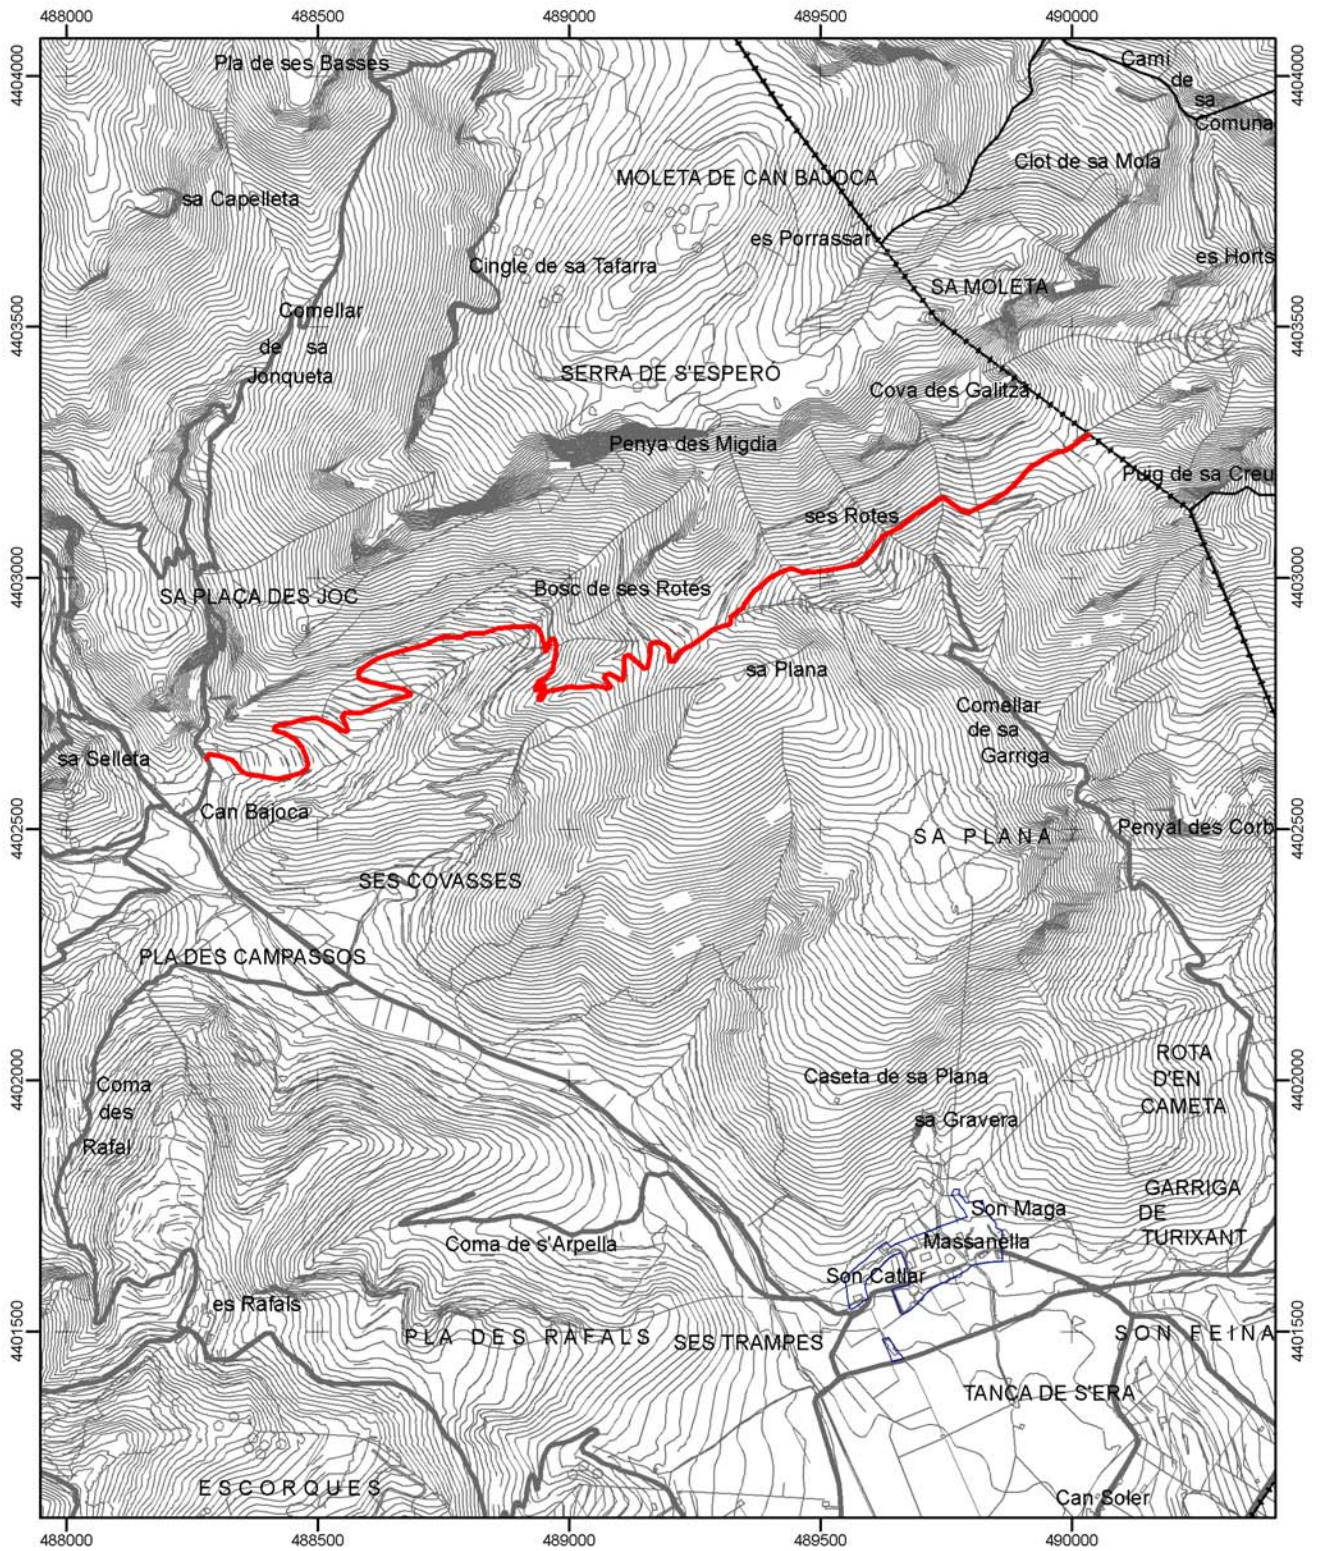 488000 488500 489000 489500 490000
4404000
4404000
Pla de ses Basses
Cami
de
sa
Comuna
Clot de sa Mola
MOLETA DE CAN BAJOCA
sa Capelleta
es Porrassar
es Horts
Cingle de sa Tafarra
SA MOLETA
Comellar
de sa
Jonqueta
4403500
4403500
SERRA DE S'ESPERÓ
Cova des Galitzà
Penya des Migdia
Puig de sa Creu
ses Rotes
4403000
4403000
Bosc de ses Rotes
SA PLAÇA DES JOC
sa Plana
Comellar
de sa
Garriga
sa Selleta
Can Bajoca
4402500
4402500
SA PLANA
Penyal des Corb
SES COVASSES
PLA DES CAMPASSOS
ROTA
D'EN
CAMETA
4402000
4402000
Coma
des
Rafal
Caseta de sa Plana
sa Gravera
GARRIGA
DE
TURIXANT
Son Maga
Massanella
Coma de s'Arpella
Son Catlar
es Rafals
4401500
4401500
PLA DES RAFALS
SES TRAMPES
SON FEINA
TANCA DE S'ERA
ESCORQUES
Can Soler
488000 488500 489000 489500 490000